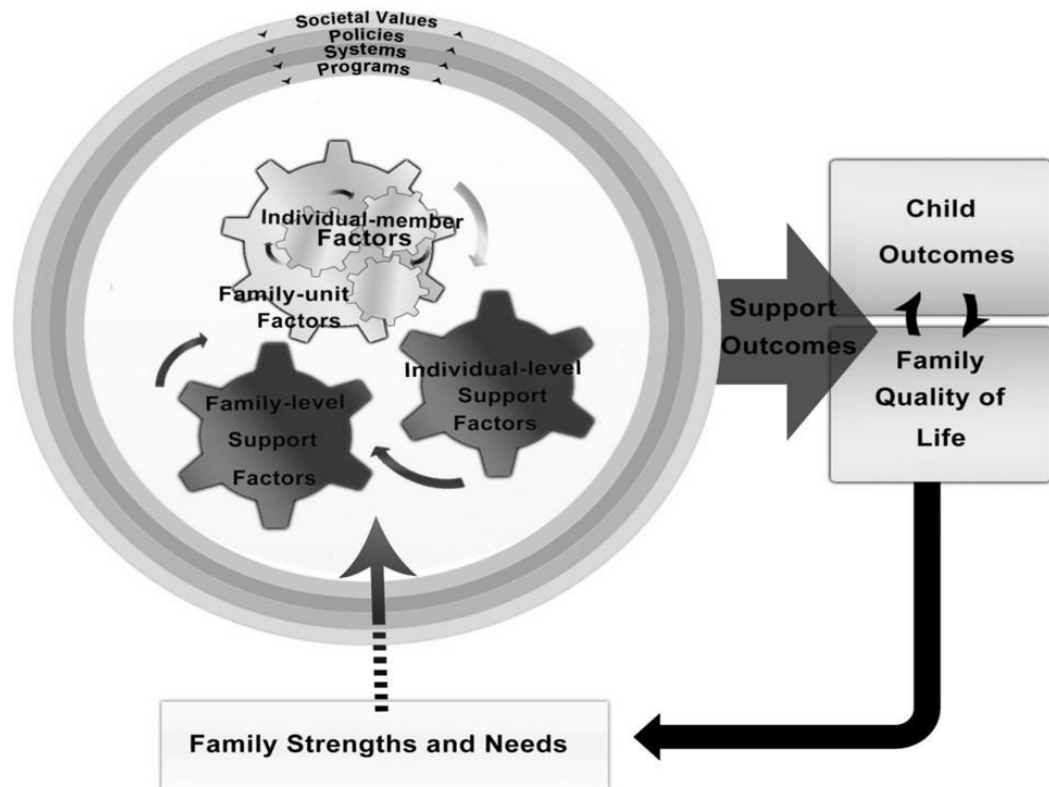 Societal Values
Policies
Systems
Programs
Individual-member
Factors
Family-unit
Factors
Individual-level
Support
Factors
Family-level
Support
Factors
Support
Outcomes
Child
Outcomes
Family
Quality of
Life
Family Strengths and Needs